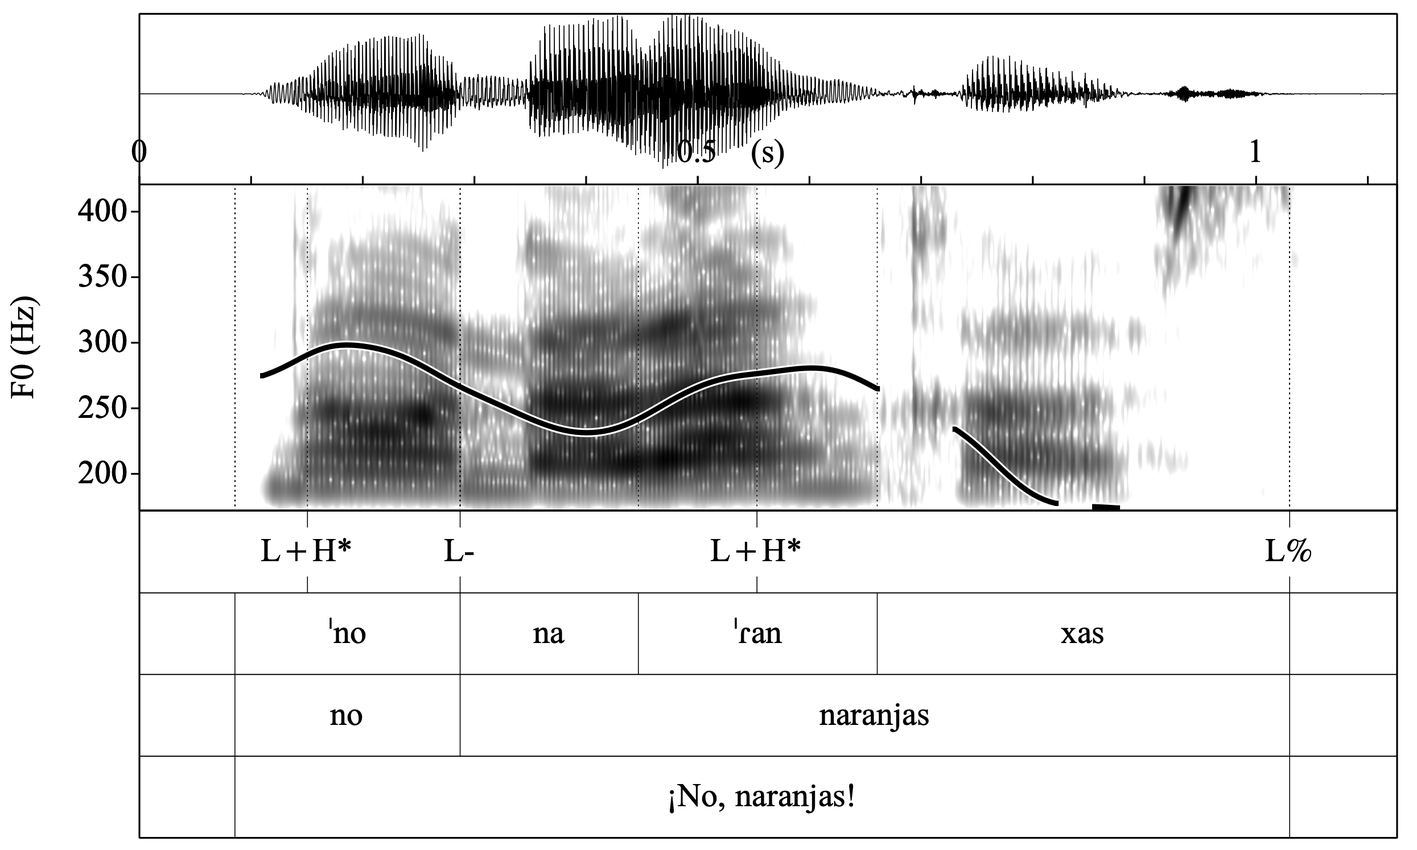 0 0.5 (s) 1
400
350
300
250
200
F0 (Hz)
L+H* L- L+H* L%
ˈno na ˈɾan xas
no naranjas
¡No, naranjas!